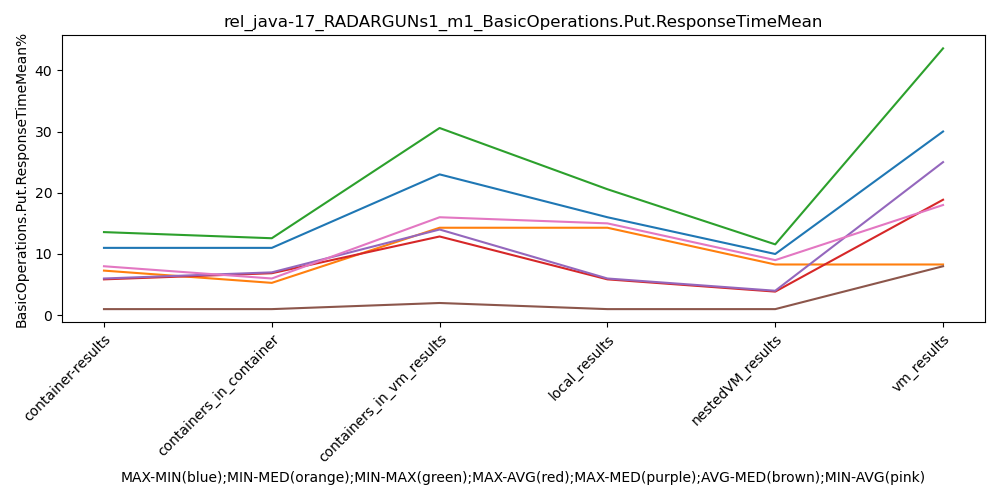 rel_java-17_RADARGUNs1_m1_BasicOperations.Put.ResponseTimeMean
BasicOperations.Put.ResponseTimeMean%
40
30
20
10
0
container-results
containers_in_container
containers_in_vm_results
local_results
nestedVM_results
vm_results
MAX-MIN(blue);MIN-MED(orange);MIN-MAX(green);MAX-AVG(red);MAX-MED(purple);AVG-MED(brown);MIN-AVG(pink)